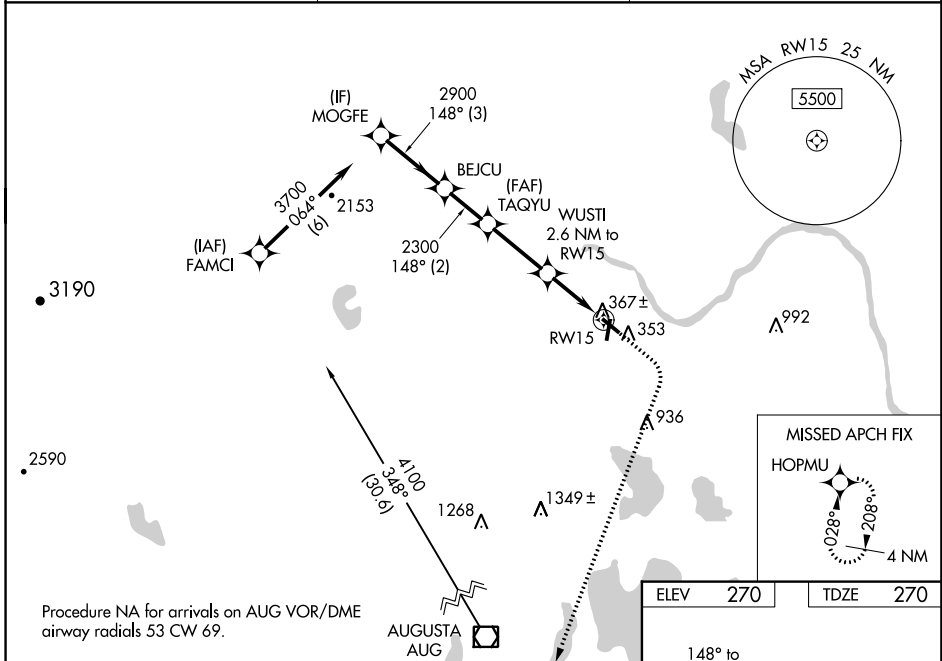 MSA RW15 25 NM
5500
(IF)
MOGFE
2900
148° (3)
BEJCU
(FAF)
TAQYU
3700
064°
(6)
2153
(IAF)
FAMCI
2300
148° (2)
WUSTI
2.6 NM to
RW15
3190
367±
RW15
353
992
936
2590
4100
348°
(30.6)
1268
1349±
MISSED APCH FIX
HOPMU
028°
208°
4 NM
Procedure NA for arrivals on AUG VOR/DME
airway radials 53 CW 69.
AUGUSTA
AUG
ELEV 270
TDZE 270
148° to